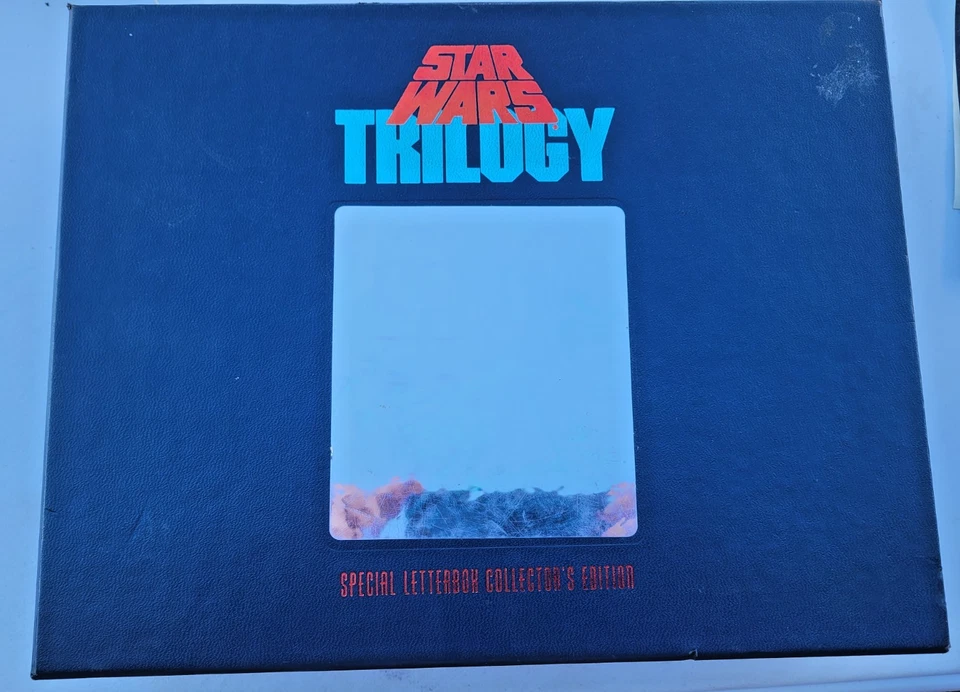 STAR
WARS
TRILOGY
SPECIAL LETTERBOX COLLECTOR'S EDITION